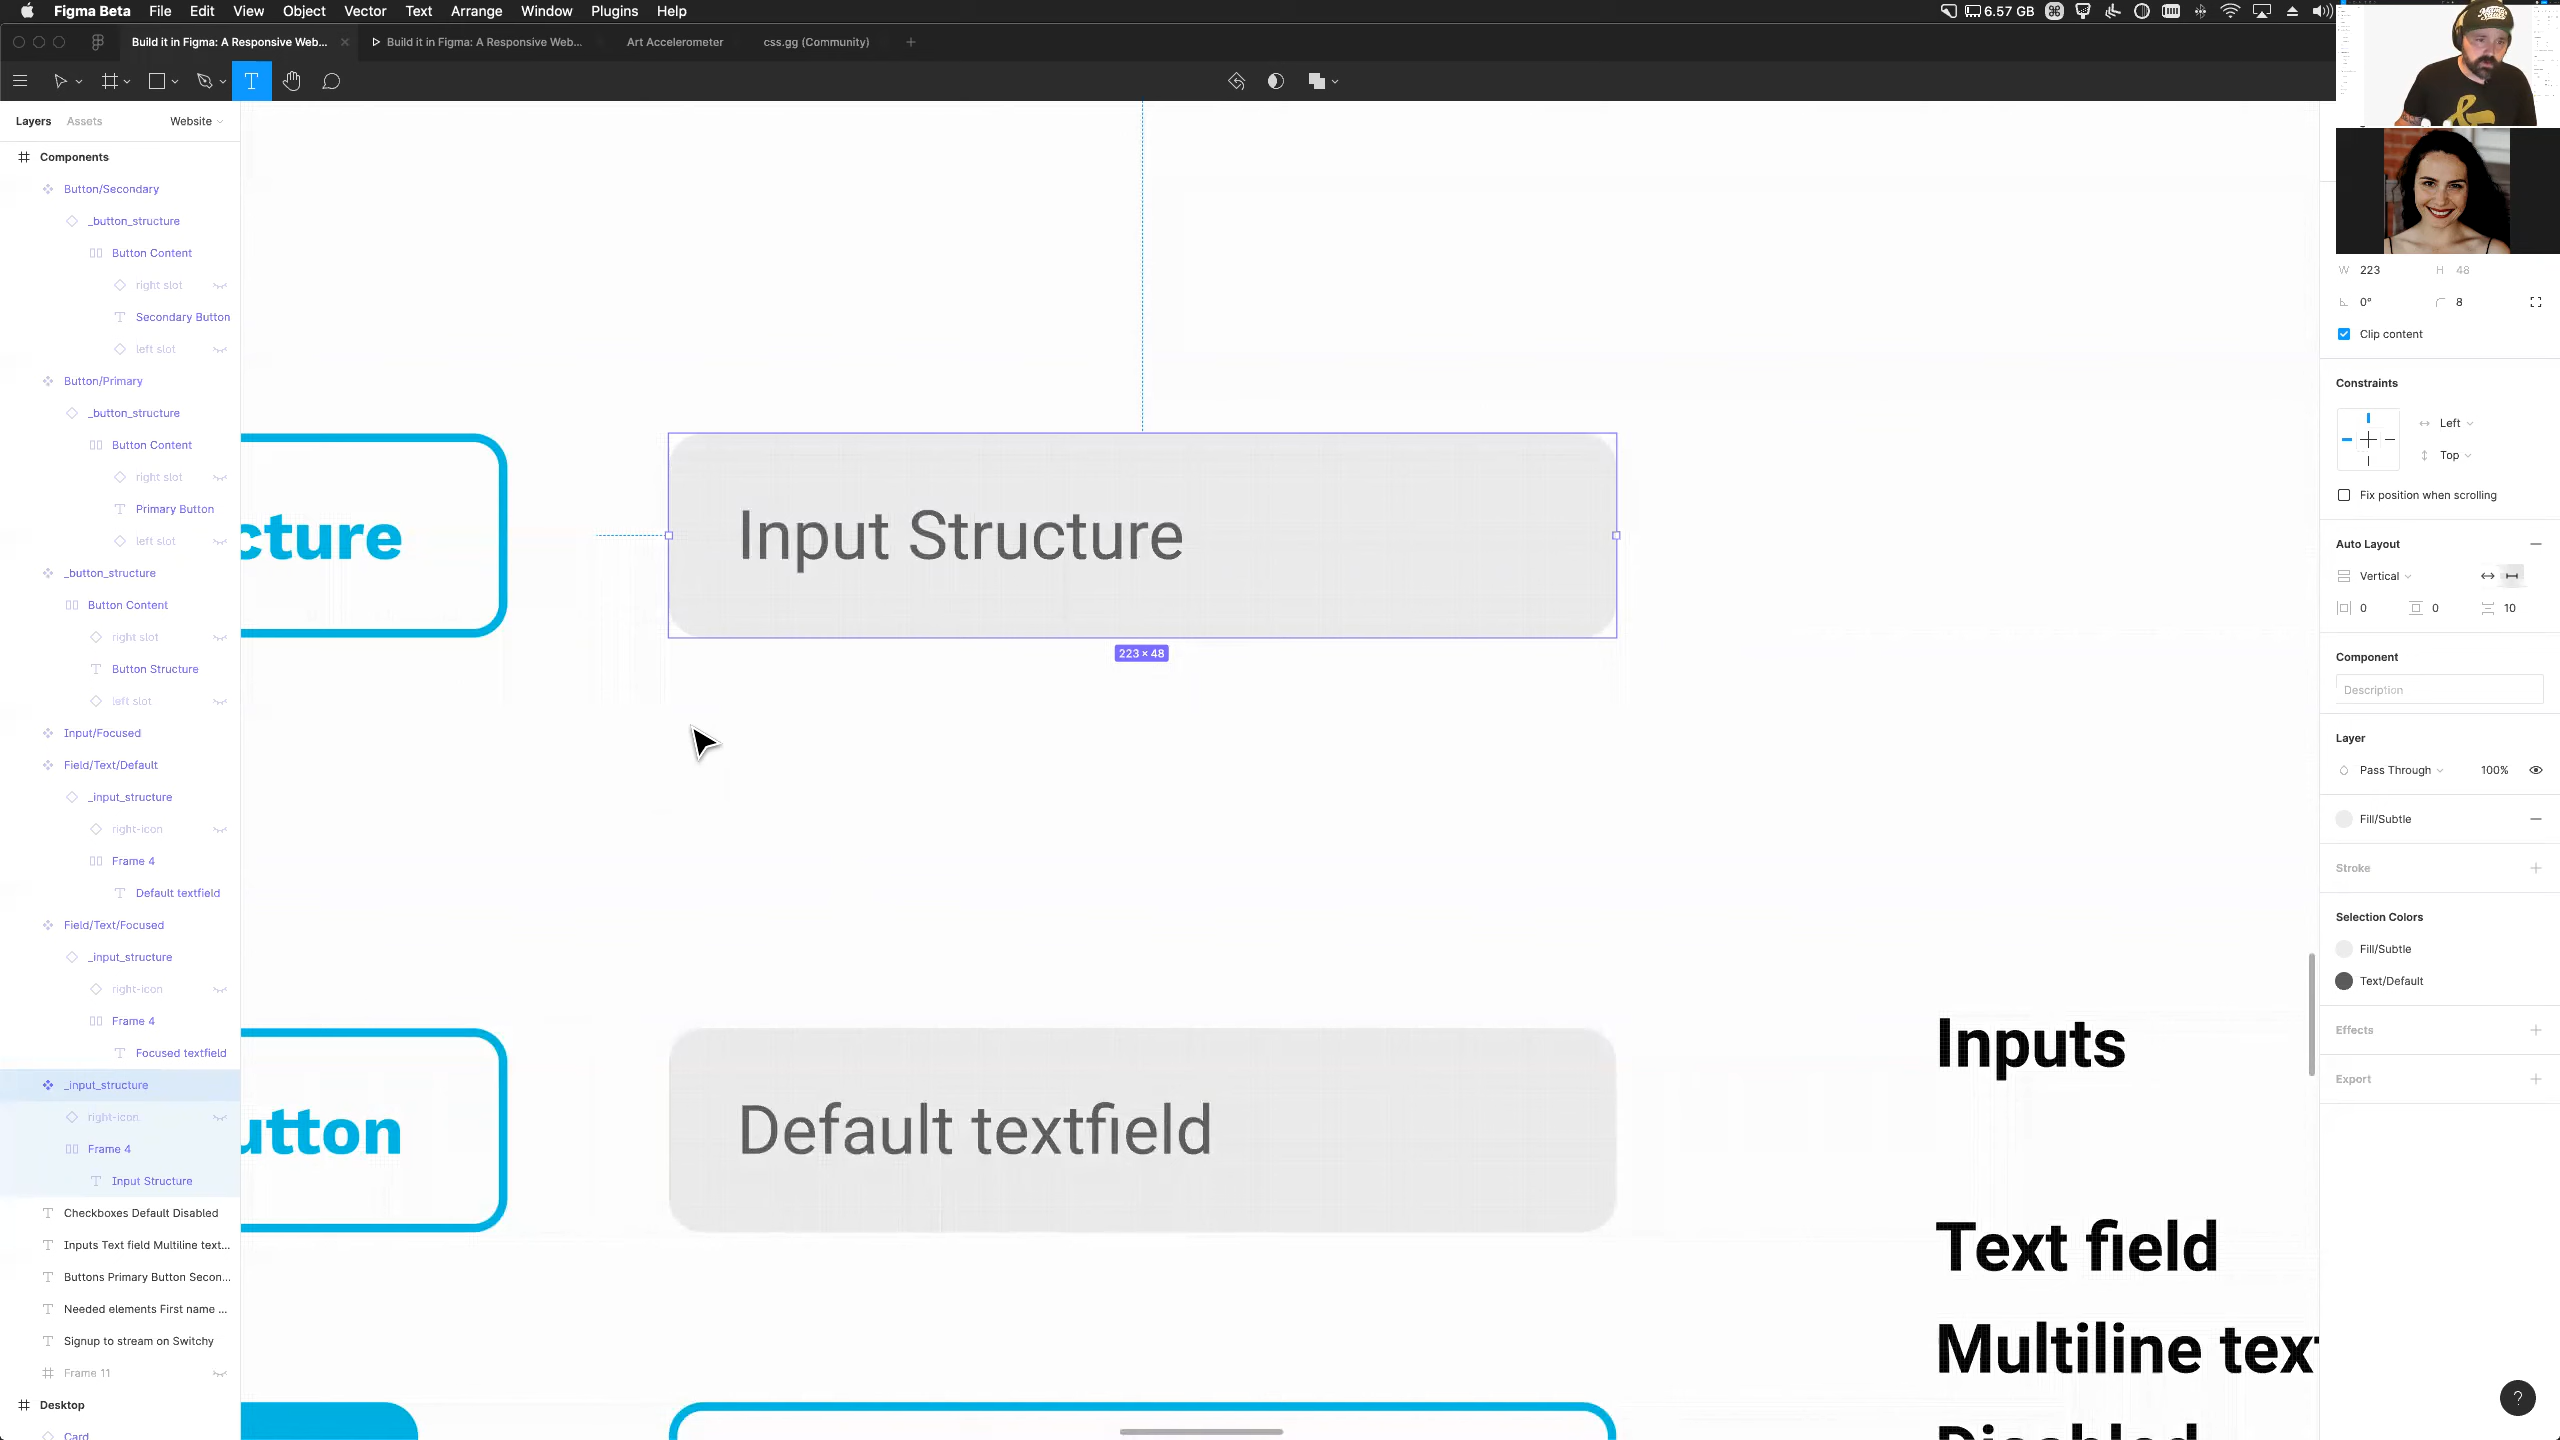 Figma Beta File Edit View Object Vector Text Arrange Window Plugins Help 6.57 GB
Build it in Figma: A Responsive Web... Build it in Figma: A Responsive Web... Art Accelerometer css.gg (Community)
Layers Assets Website
Components
Button/Secondary
_button_structure
Button Content
right slot
Secondary Button
left slot
Button/Primary
_button_structure
Button Content
right slot
Primary Button
left slot
_button_structure
Button Content
right slot
Button Structure
left slot
Input/Focused
Field/Text/Default
_input_structure
right-icon
Frame 4
Default textfield
Field/Text/Focused
_input_structure
right-icon
Frame 4
Focused textfield
_input_structure
right-icon
Frame 4
Input Structure
Checkboxes Default Disabled
Inputs Text field Multiline text...
Buttons Primary Button Secon...
Needed elements First name ...
Signup to stream on Switchy
Frame 11
Desktop
Card
cture
Input Structure
223 × 48
utton
Default textfield
Inputs
Text field
Multiline text
Disabled
W 223 H 48
0° 8
Clip content
Constraints
Left
Top
Fix position when scrolling
Auto Layout
Vertical
0 0 10
Component
Description
Layer
Pass Through 100%
Fill/Subtle
Stroke
Selection Colors
Fill/Subtle
Text/Default
Effects
Export
?